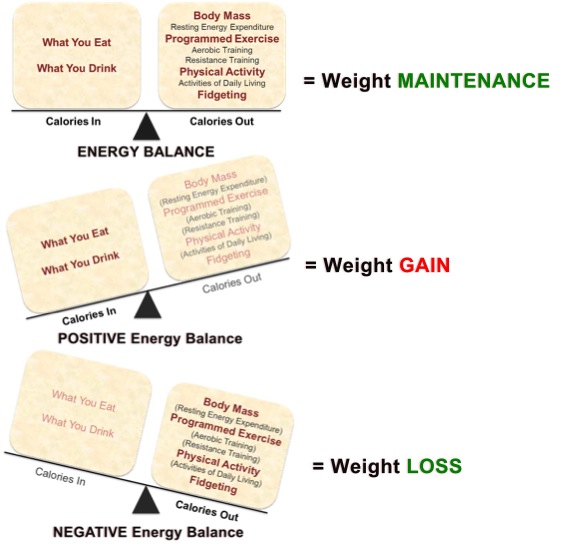 What You Eat
What You Drink
Body Mass
Resting Energy Expenditure
Programmed Exercise
Aerobic Training
Resistance Training
Physical Activity
Activities of Daily Living
Fidgeting
= Weight MAINTENANCE
Calories In
Calories Out
ENERGY BALANCE
What You Eat
What You Drink
Body Mass
(Resting Energy Expenditure)
Programmed Exercise
(Aerobic Training)
(Resistance Training)
Physical Activity
(Activities of Daily Living)
Fidgeting
= Weight GAIN
Calories In
Calories Out
POSITIVE Energy Balance
What You Eat
What You Drink
Body Mass
(Resting Energy Expenditure)
Programmed Exercise
(Aerobic Training)
(Resistance Training)
Physical Activity
(Activities of Daily Living)
Fidgeting
= Weight LOSS
Calories In
Calories Out
NEGATIVE Energy Balance